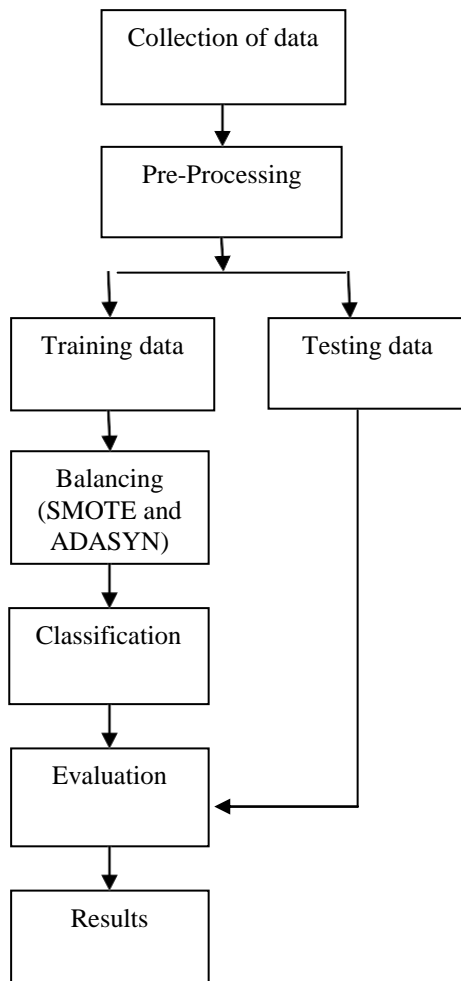 Collection of data
Pre-Processing
Training data
Testing data
Balancing
(SMOTE and
ADASYN)
Classification
Evaluation
Results